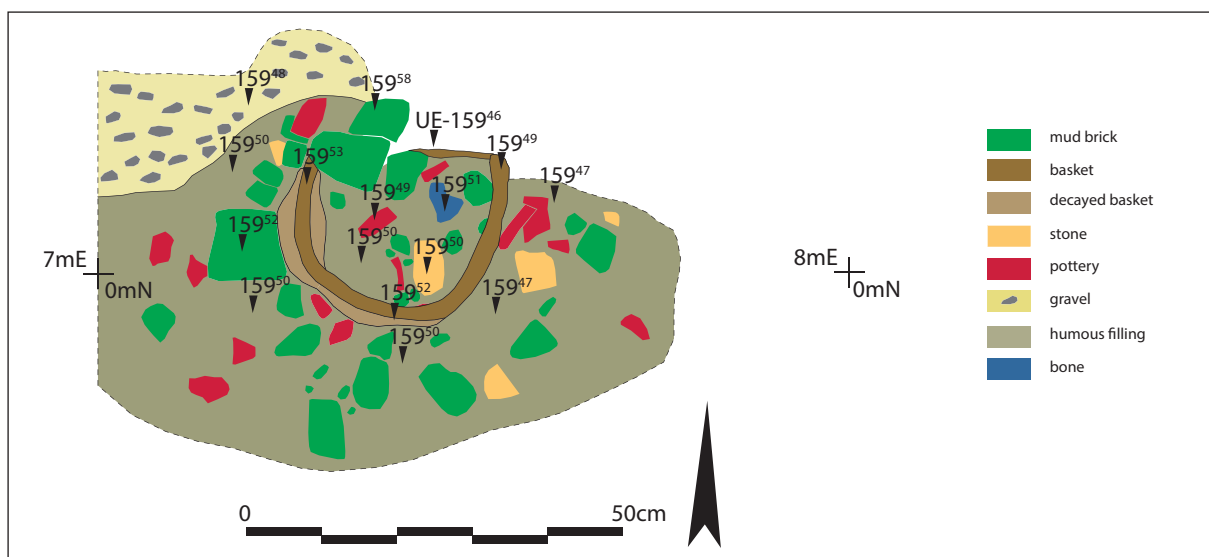 159⁴⁸
159⁵⁸
UE-159⁴⁶
159⁵⁰
159⁵³
159⁴⁹
159⁴⁹
159⁵¹
159⁴⁷
159⁵²
159⁵⁰
159⁵⁰
7mE
0mN
159⁵⁰
159⁵²
159⁴⁷
159⁵⁰
8mE
0mN
mud brick
basket
decayed basket
stone
pottery
gravel
humous filling
bone
0
50cm